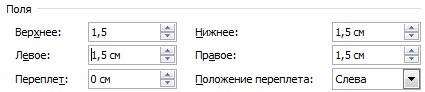 Поля
Верхнее: 1,5 Нижнее: 1,5 см
Левое: 1,5 см Правое: 1,5 см
Переплет: 0 см Положение переплета: Слева